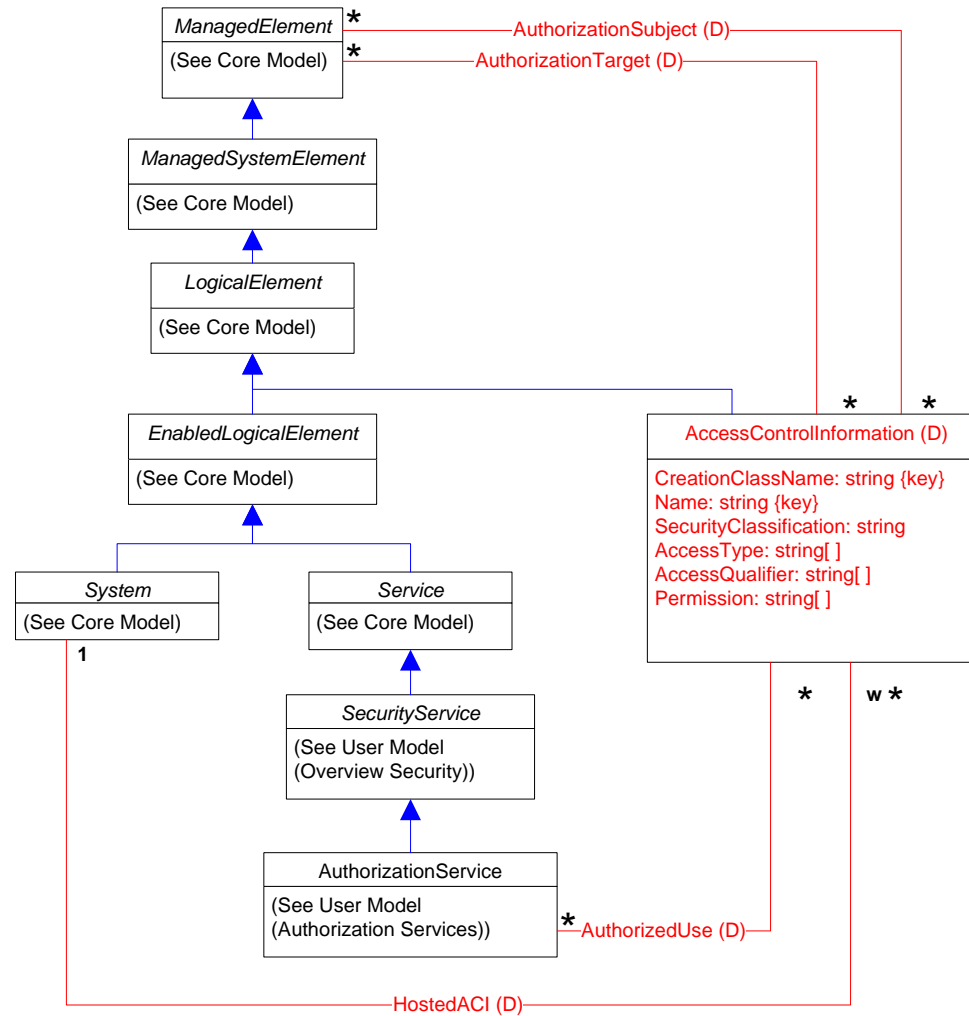 ManagedElement
(See Core Model)
*
*
AuthorizationSubject (D)
AuthorizationTarget (D)
ManagedSystemElement
(See Core Model)
LogicalElement
(See Core Model)
EnabledLogicalElement
(See Core Model)
*
*
AccessControlInformation (D)
CreationClassName: string {key}
Name: string {key}
SecurityClassification: string
AccessType: string[ ]
AccessQualifier: string[ ]
Permission: string[ ]
System
(See Core Model)
1
Service
(See Core Model)
*
w *
SecurityService
(See User Model
(Overview Security))
AuthorizationService
(See User Model
(Authorization Services))
*
AuthorizedUse (D)
HostedACI (D)